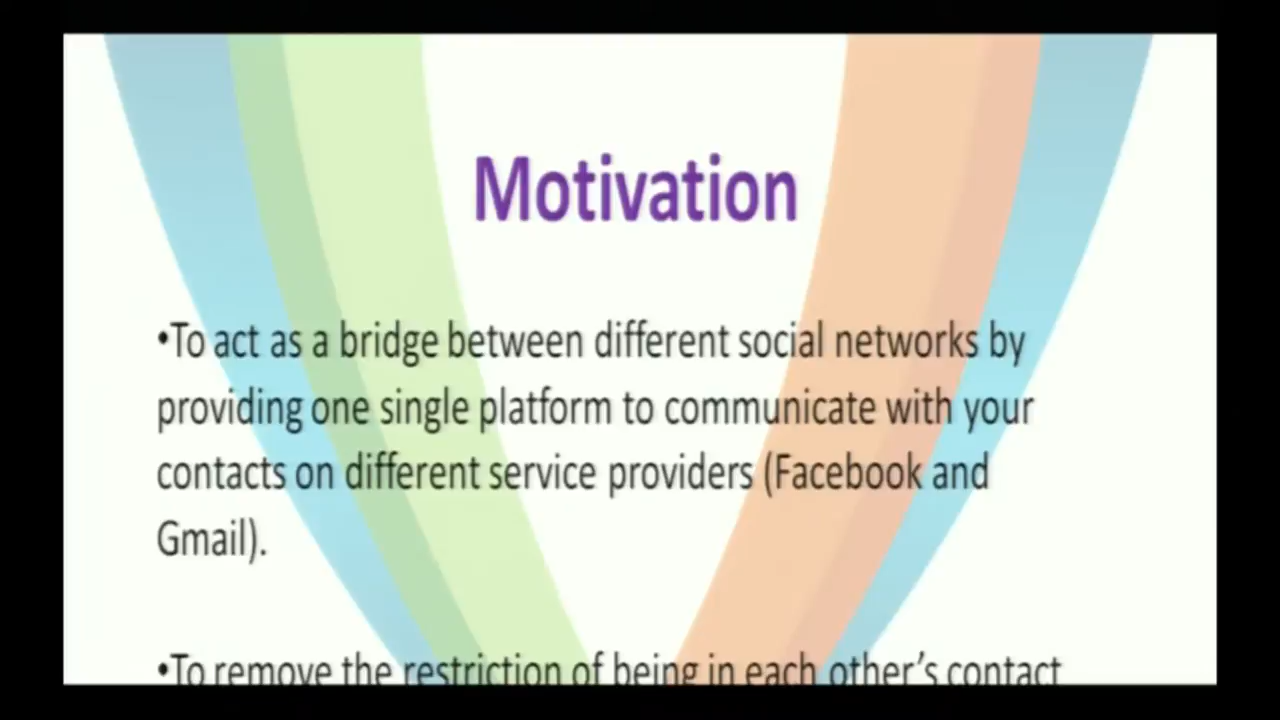 Motivation
•To act as a bridge between different social networks by
providing one single platform to communicate with your
contacts on different service providers (Facebook and
Gmail).
•To remove the restriction of being in each other's contact